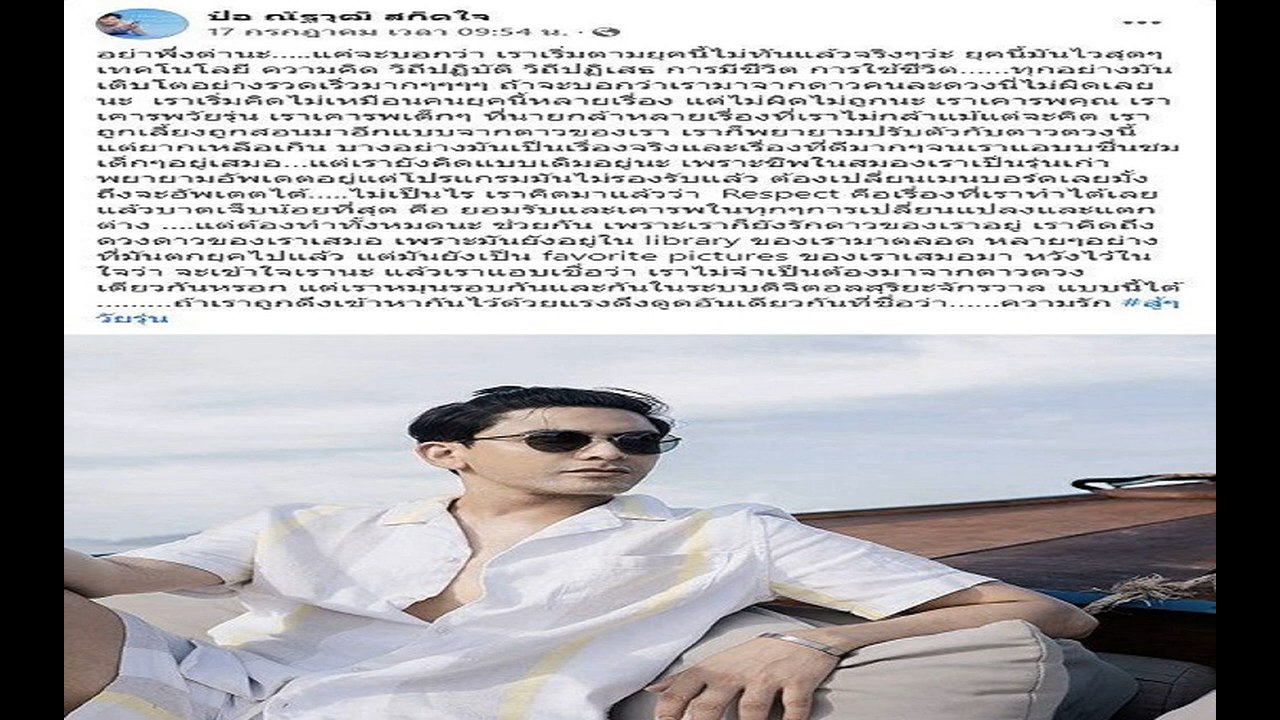 ป๋อ ณัฐวุฒิ สกิดใจ
17 กรกฎาคม เวลา 09:54 น. ·
อย่าพึ่งด่านะ.....แค่จะบอกว่า เราเริ่มตามยุคนี้ไม่ทันแล้วจริงๆว่ะ ยุคนี้มันไวสุดๆ
เทคโนโลยี ความคิด วิถีปฏิบัติ วิถีปฏิเสธ การมีชีวิต การใช้ชีวิต......ทุกอย่างมัน
เติบโตอย่างรวดเร็วมากๆๆๆๆ ถ้าจะบอกว่าเรามาจากดาวคนละดวงนี่ไม่ผิดเลย
นะ เราเริ่มคิดไม่เหมือนคนยุคนี้หลายเรื่อง แต่ไม่ผิดไม่ถูกนะ เราเคารพคุณ เรา
เคารพวัยรุ่น เราเคารพเด็กๆ ที่นายกล้าหลายเรื่องที่เราไม่กล้าแม้แต่จะคิด เรา
ถูกเลี้ยงถูกสอนมาอีกแบบจากดาวของเรา เราก็พยายามปรับตัวกับดาวดวงนี้
แต่ยากเหลือเกิน บางอย่างมันเป็นเรื่องจริงและเรื่องที่ดีมากๆจนเราแอบบชื่นชม
เด็กๆอยู่เสมอ...แต่เรายังคิดแบบเดิมอยู่นะ เพราะชิพในสมองเราเป็นรุ่นเก่า
พยายามอัพเดตอยู่แต่โปรแกรมมันไม่รองรับแล้ว ต้องเปลี่ยนเมนบอร์ดเลยมั้ง
ถึงจะอัพเดตได้.....ไม่เป็นไร เราคิดมาแล้วว่า Respect คือเรื่องที่เราทำได้เลย
แล้วบาดเจ็บน้อยที่สุด คือ ยอมรับและเคารพในทุกๆการเปลี่ยนแปลงและแตก
ต่าง ....แต่ต้องทำทั้งหมดนะ ช่วยกัน เพราะเราก็ยังรักดาวของเราอยู่ เราคิดถึง
ดวงดาวของเราเสมอ เพราะมันยังอยู่ใน library ของเรามาตลอด หลายๆอย่าง
ที่มันตกยุคไปแล้ว แต่มันยังเป็น favorite pictures ของเราเสมอมา หวังไว้ใน
ใจว่า จะเข้าใจเรานะ แล้วเราแอบเชื่อว่า เราไม่จำเป็นต้องมาจากดาวดวง
เดียวกันหรอก แต่เราหมุนรอบกันและกันในระบบดิจิตอลสุริยะจักรวาล แบบนี้ได้
.........ถ้าเราถูกดึงเข้าหากันไว้ด้วยแรงดึงดูดอันเดียวกันที่ชื่อว่า......ความรัก #สู้ๆ
วัยรุ่น